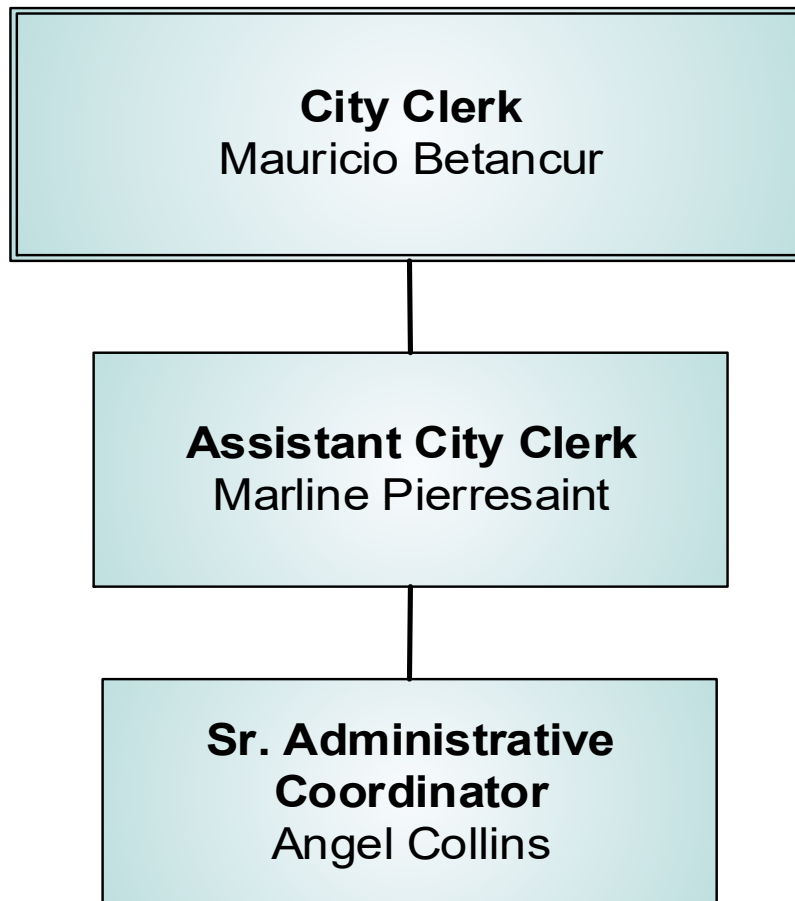 City Clerk
Mauricio Betancur
Assistant City Clerk
Marline Pierresaint
Sr. Administrative
Coordinator
Angel Collins